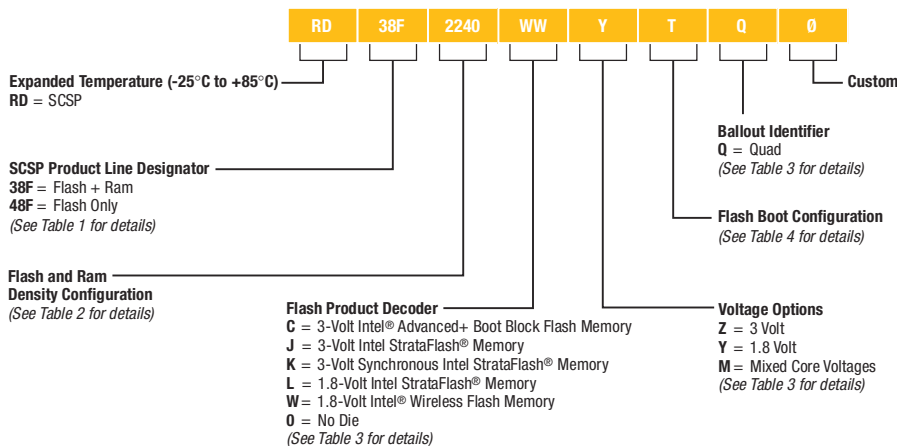 RD 38F 2240 WW Y T Q Ø
Expanded Temperature (-25°C to +85°C)
RD = SCSP
Custom
Ballout Identifier
Q = Quad
(See Table 3 for details)
SCSP Product Line Designator
38F = Flash + Ram
48F = Flash Only
(See Table 1 for details)
Flash Boot Configuration
(See Table 4 for details)
Flash and Ram
Density Configuration
(See Table 2 for details)
Flash Product Decoder
C = 3-Volt Intel® Advanced+ Boot Block Flash Memory
J = 3-Volt Intel StrataFlash® Memory
K = 3-Volt Synchronous Intel StrataFlash® Memory
L = 1.8-Volt Intel StrataFlash® Memory
W = 1.8-Volt Intel® Wireless Flash Memory
0 = No Die
(See Table 3 for details)
Voltage Options
Z = 3 Volt
Y = 1.8 Volt
M = Mixed Core Voltages
(See Table 3 for details)